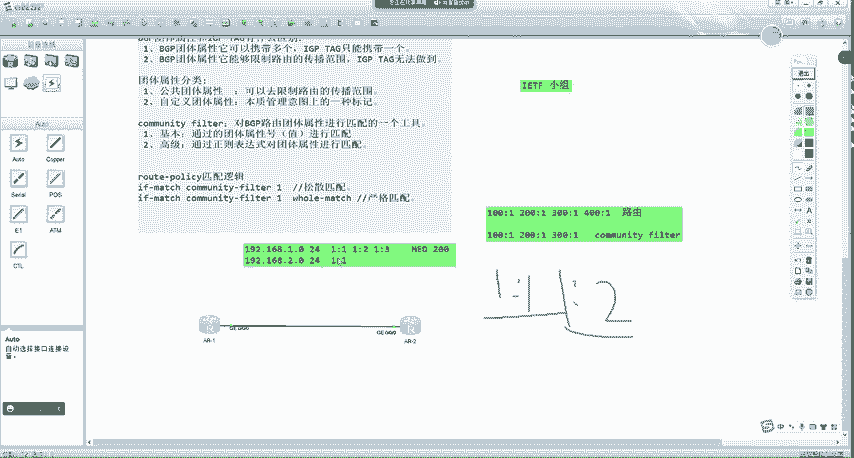 1、BGP团体属性它可以携带多个，IGP TAG只能携带一个。
2、BGP团体属性它能够限制路由的传播范围，IGP TAG无法做到。
团体属性分类：
1、公共团体属性 ：可以去限制路由的传播范围。
2、自定义团体属性：本质管理意图上的一种标记。
community filter：对BGP路由团体属性进行匹配的一个工具。
1、基本：通过的团体属性号（值）进行匹配
2、高级：通过正则表达式对团体属性进行匹配。
route-policy匹配逻辑
if-match community-filter 1 //松散匹配。
if-match community-filter 1 whole-match //严格匹配。
IETF 小组
100:1 200:1 300:1 400:1 路由
100:1 200:1 300:1 community filter
192.168.1.0 24 1:1 1:2 1:3 MED 200
192.168.2.0 24 1:1
1:1 1:2
GE 0/0/0
GE 0/0/0
AR-1
AR-2
Auto
Auto
Copper
Serial
POS
E1
ATM
CTL
Auto
自动选择接口连接设备。